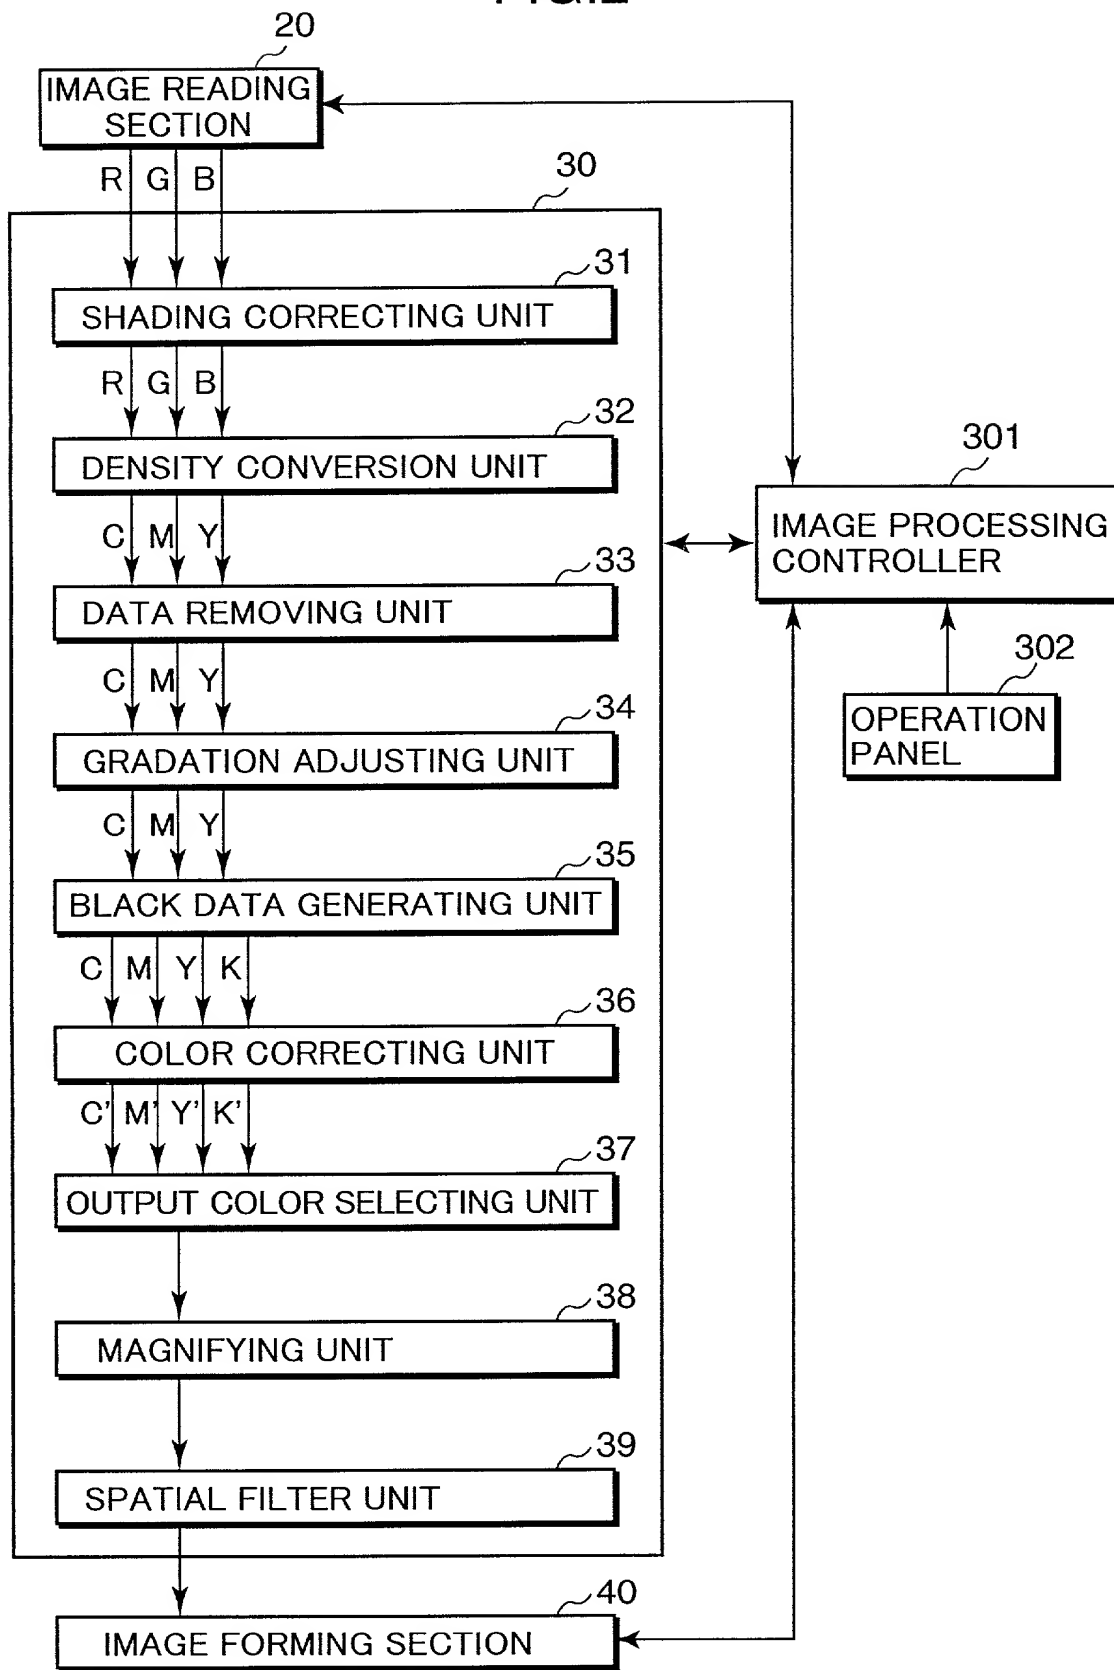 20
IMAGE READING
SECTION
R G B
30
31
SHADING CORRECTING UNIT
R G B
32
DENSITY CONVERSION UNIT
301
IMAGE PROCESSING
CONTROLLER
C M Y
33
DATA REMOVING UNIT
302
OPERATION
PANEL
C M Y
34
GRADATION ADJUSTING UNIT
C M Y
35
BLACK DATA GENERATING UNIT
C M Y K
36
COLOR CORRECTING UNIT
C' M' Y' K'
37
OUTPUT COLOR SELECTING UNIT
38
MAGNIFYING UNIT
39
SPATIAL FILTER UNIT
40
IMAGE FORMING SECTION